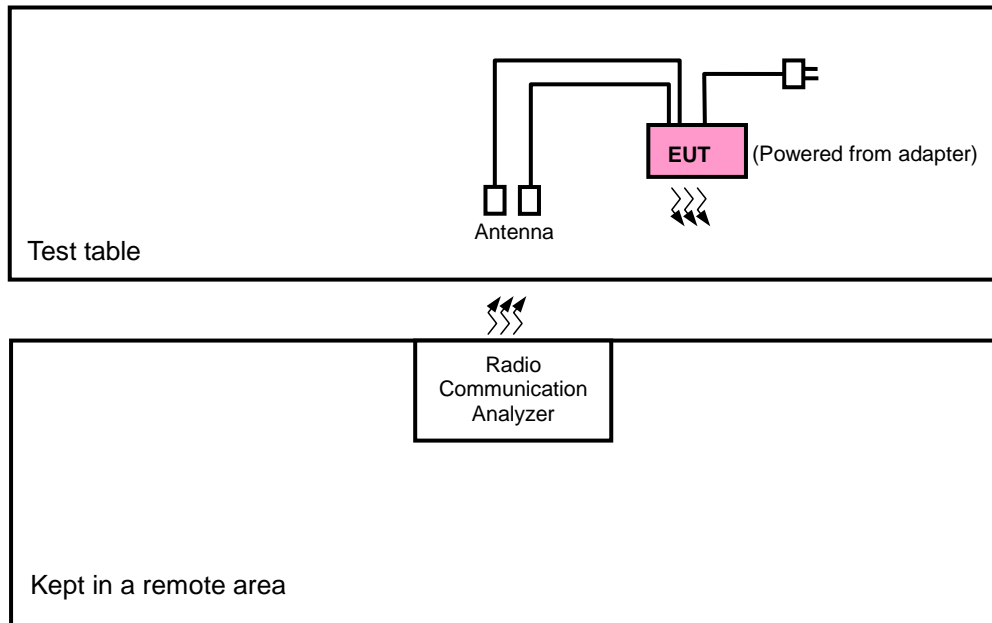 EUT
(Powered from adapter)
Antenna
Test table
Radio
Communication
Analyzer
Kept in a remote area